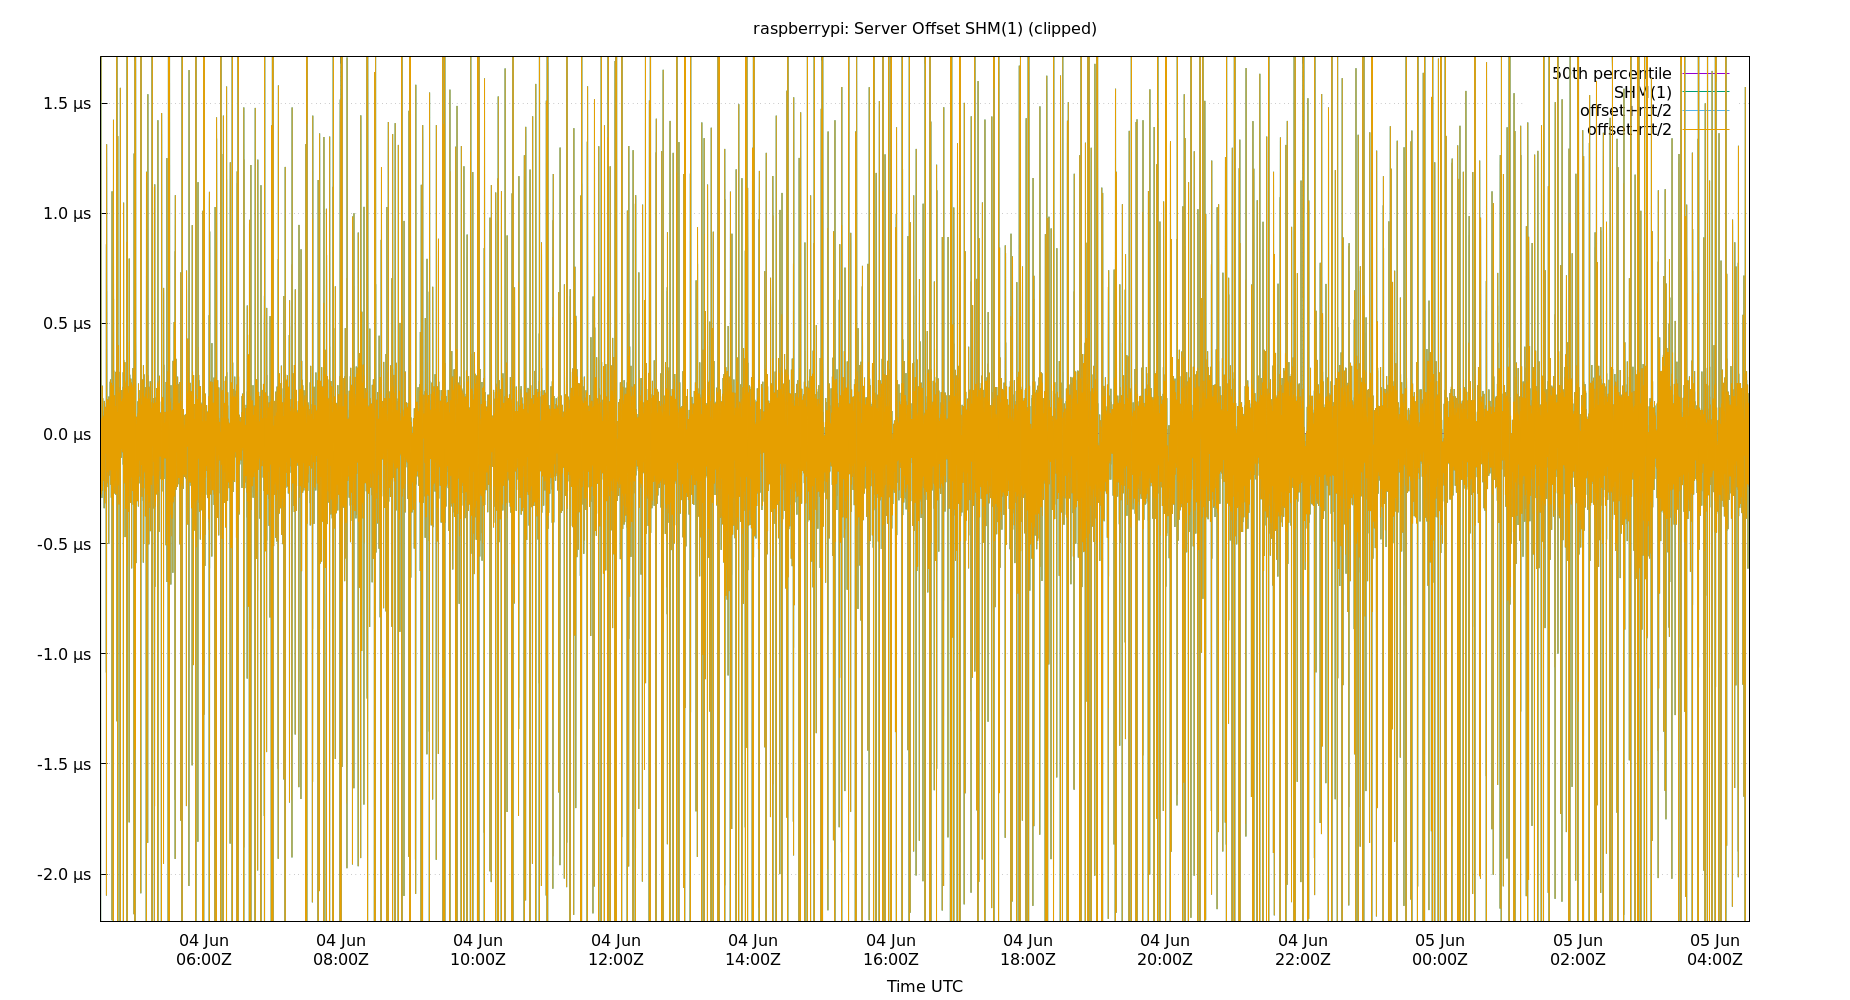 raspberrypi: Server Offset SHM(1) (clipped)
50th percentile
SHM(1)
offset+rtt/2
offset-rtt/2
1.5 µs
1.0 µs
0.5 µs
0.0 µs
-0.5 µs
-1.0 µs
-1.5 µs
-2.0 µs
04 Jun 04 Jun 04 Jun 04 Jun 04 Jun 04 Jun 04 Jun 04 Jun 04 Jun 05 Jun 05 Jun 05 Jun
06:00Z 08:00Z 10:00Z 12:00Z 14:00Z 16:00Z 18:00Z 20:00Z 22:00Z 00:00Z 02:00Z 04:00Z
Time UTC